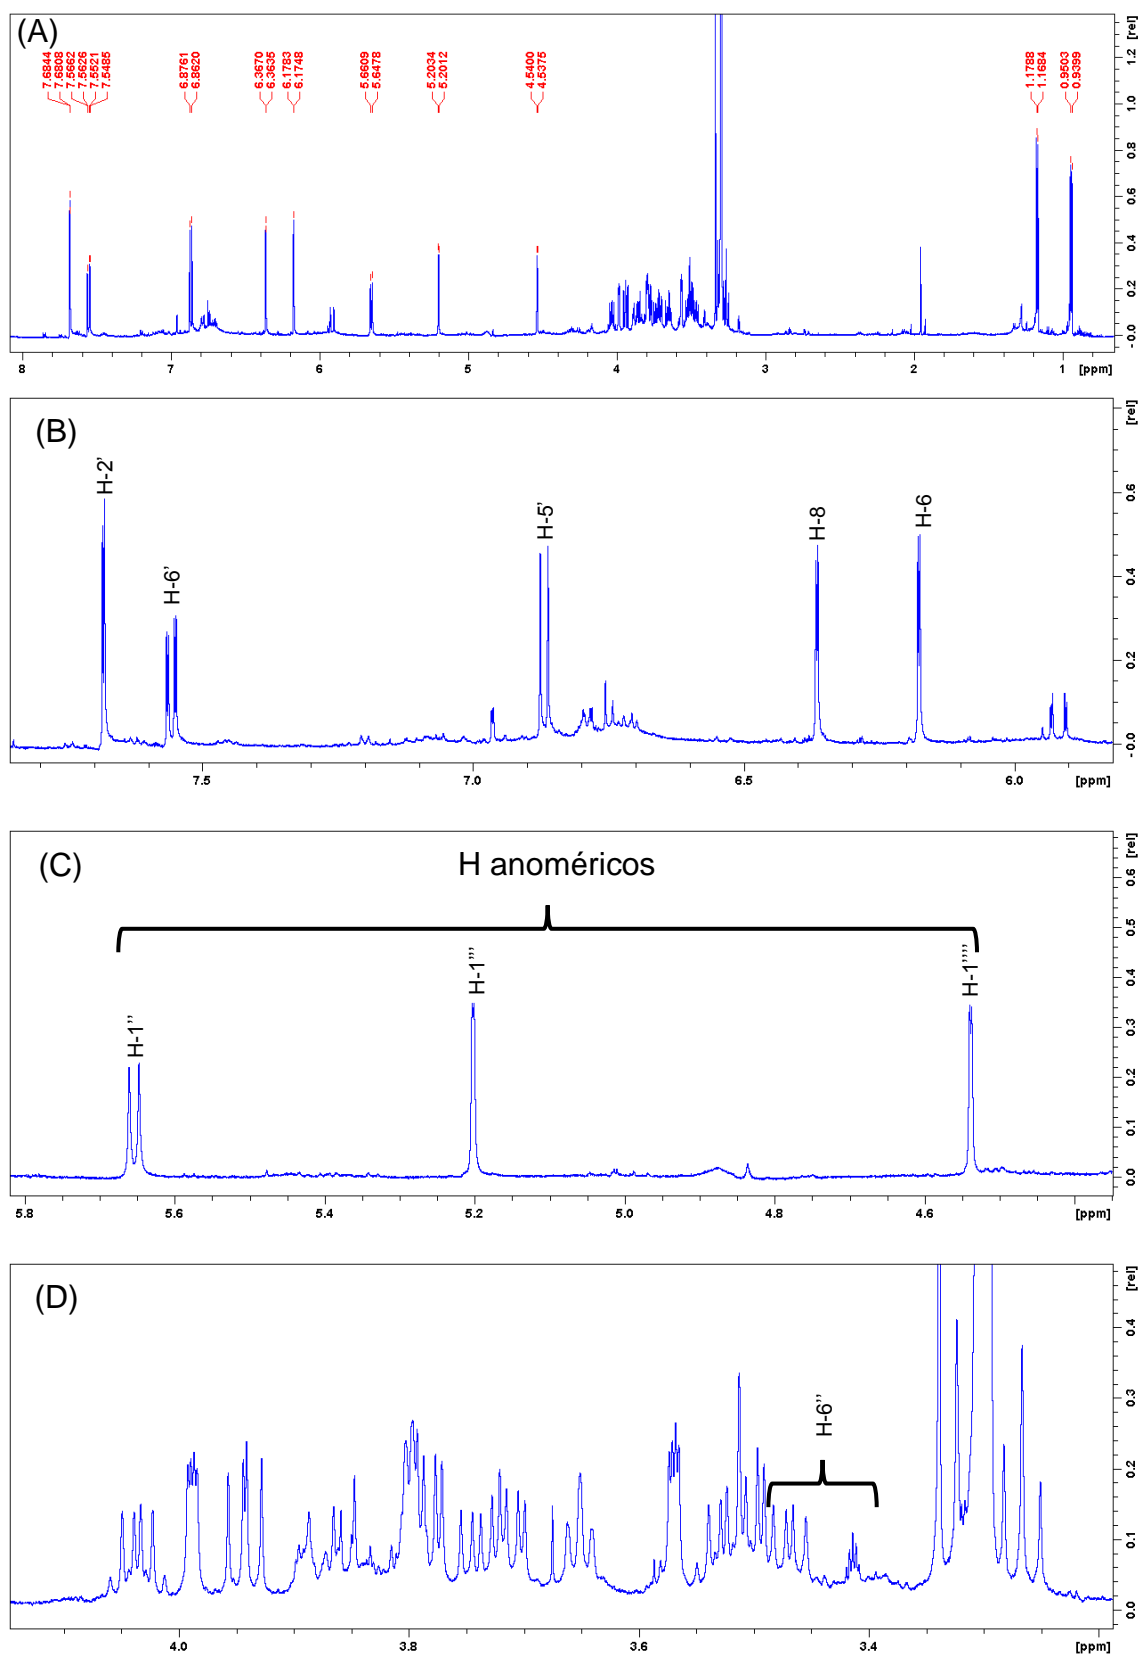 (A)
7.6844
7.6808
7.5662
7.5626
7.5521
7.5485
6.8761
6.8620
6.3670
6.3635
6.1783
6.1748
5.6609
5.6478
5.2034
5.2012
4.5400
4.5375
1.1788
1.1684
0.9503
0.9399
[rel]
1.2
1.0
0.8
0.6
0.4
0.2
- 0.0
8 7 6 5 4 3 2 1 [ppm]
(B)
H-2'
H-6'
H-5'
H-8
H-6
[rel]
0.6
0.4
0.2
- 0.0
7.5 7.0 6.5 6.0 [ppm]
(C)
H anoméricos
H-1''
H-1'''
H-1''''
[rel]
0.6
0.5
0.4
0.3
0.2
0.1
0.0
5.8 5.6 5.4 5.2 5.0 4.8 4.6 [ppm]
(D)
H-6''
[rel]
0.4
0.3
0.2
0.1
0.0
4.0 3.8 3.6 3.4 [ppm]